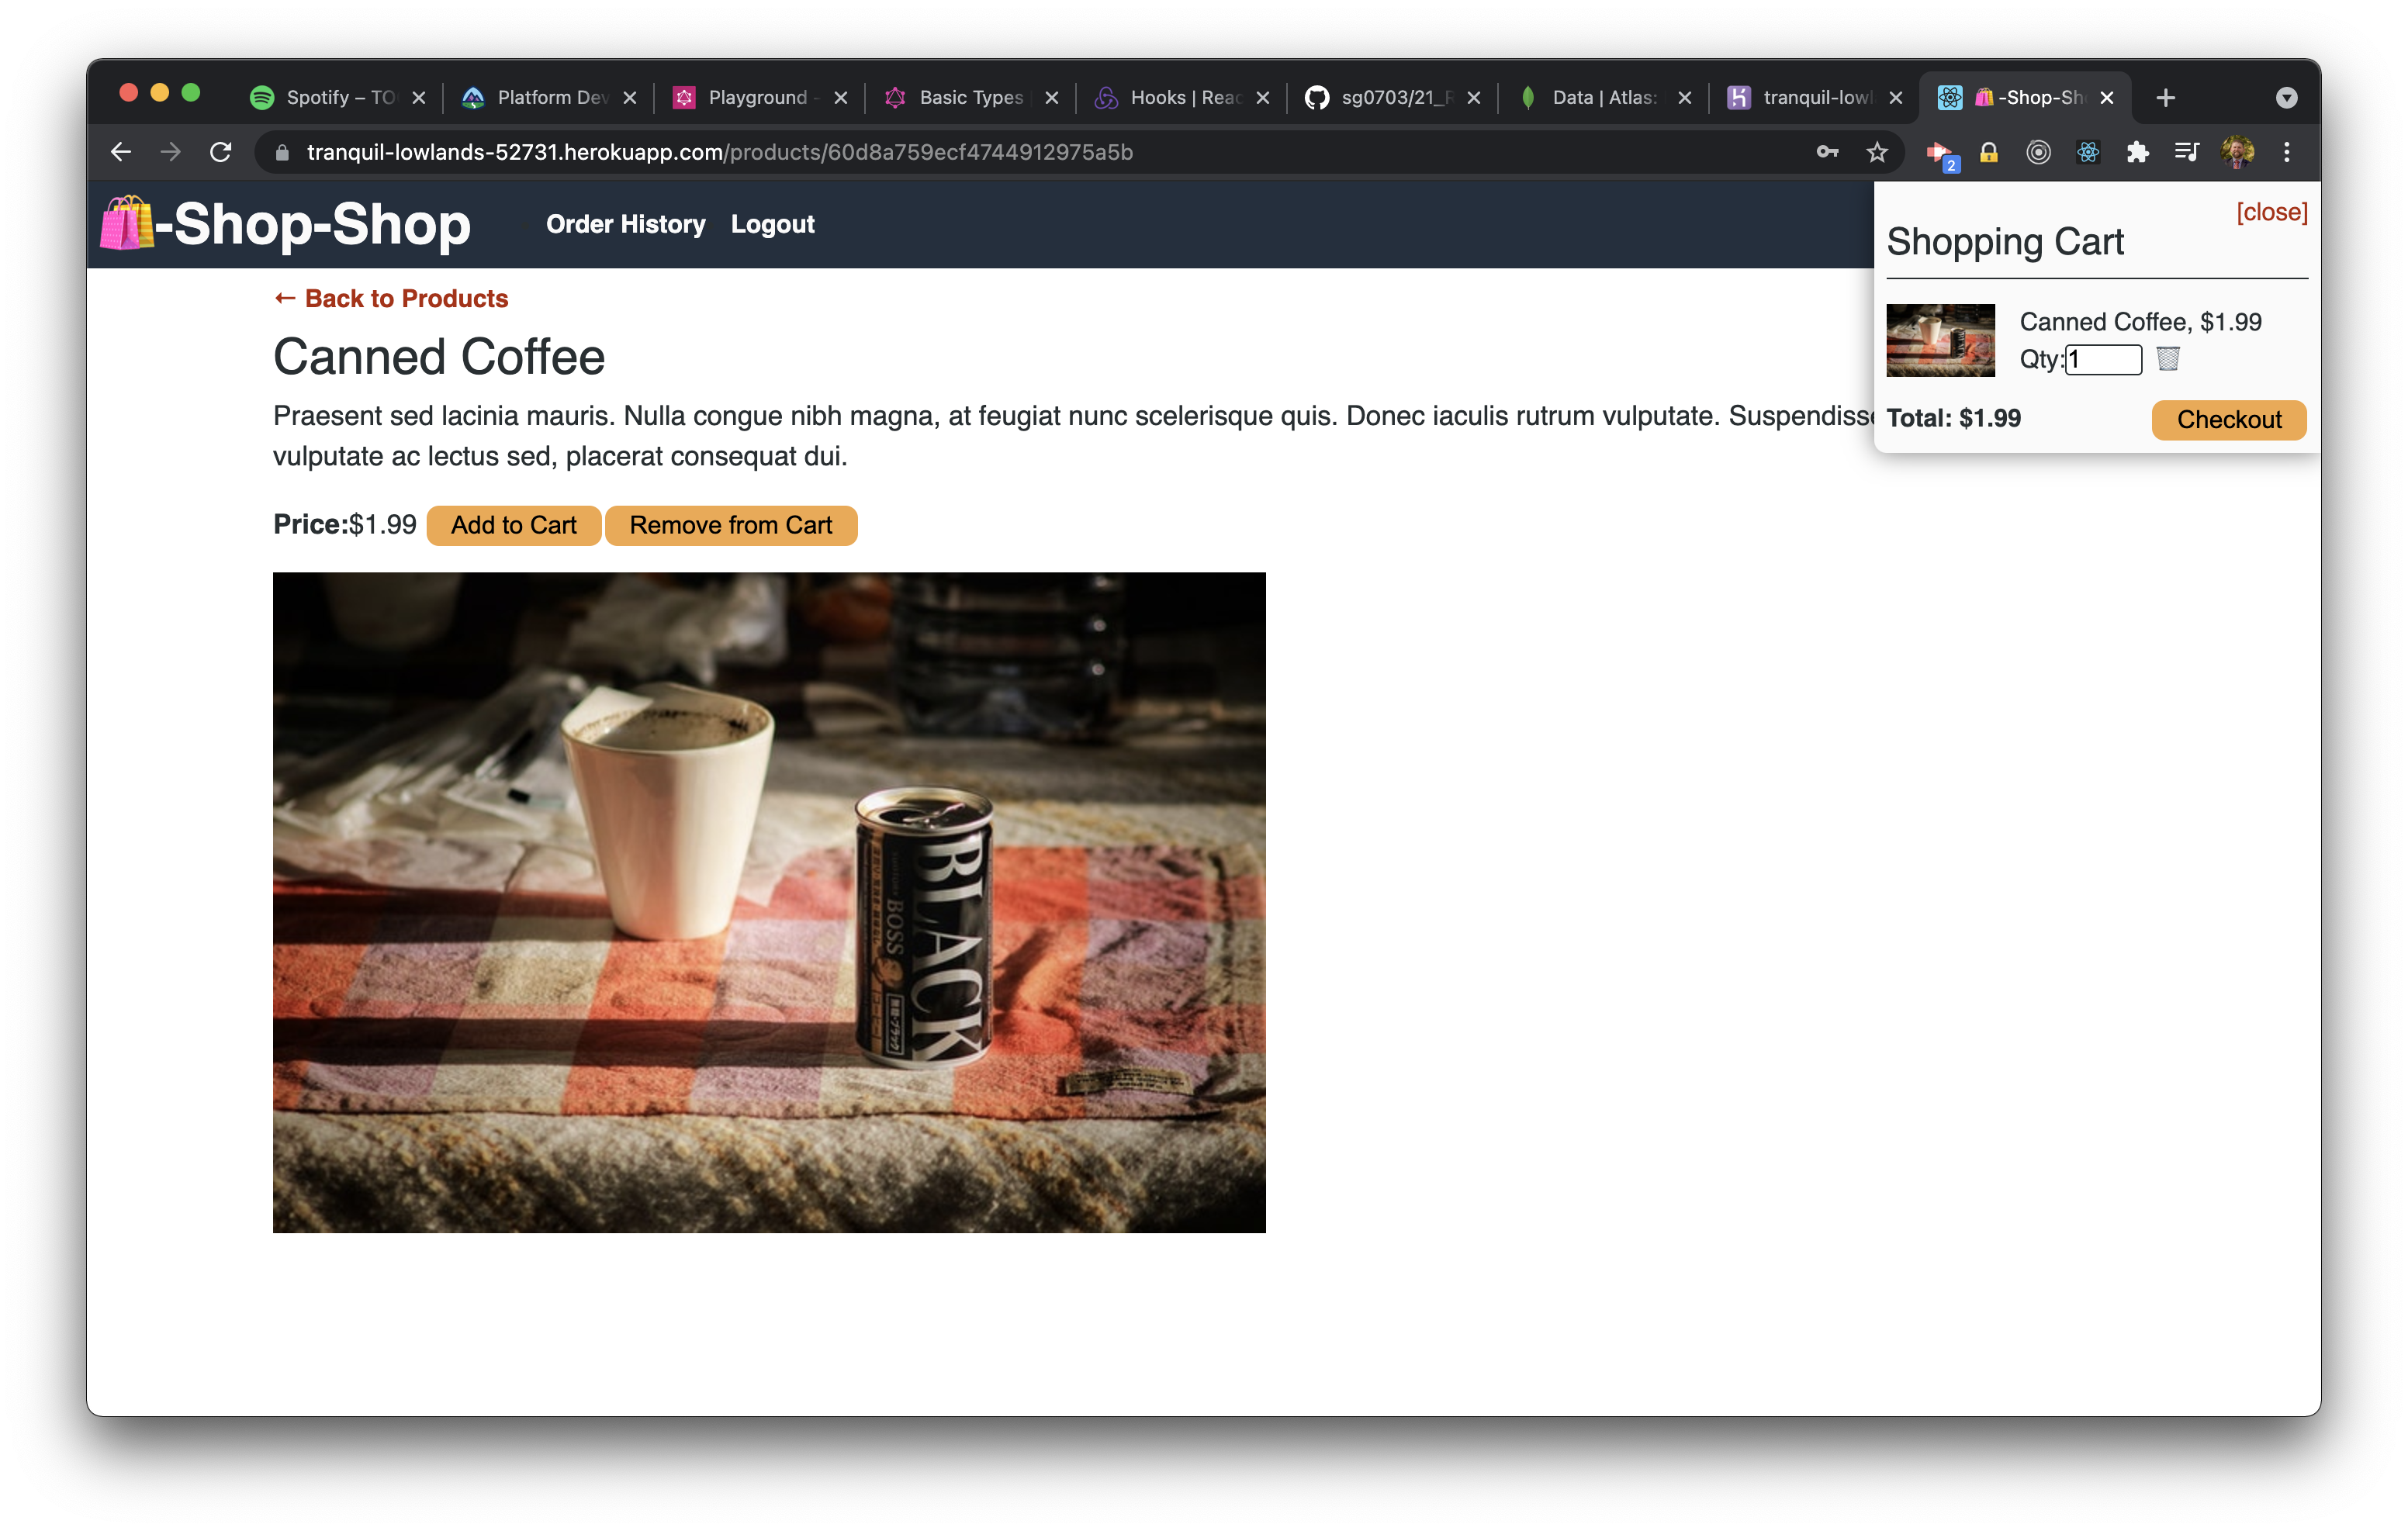 Spotify – TO
Platform Dev
Playground -
Basic Types
Hooks | Reac
sg0703/21_R
Data | Atlas:
tranquil-lowl
-Shop-Sh
tranquil-lowlands-52731.herokuapp.com/products/60d8a759ecf4744912975a5b
2
-Shop-Shop
Order History
Logout
[close]
Shopping Cart
Canned Coffee, $1.99
Qty:1
Total: $1.99
Checkout
← Back to Products
Canned Coffee
Praesent sed lacinia mauris. Nulla congue nibh magna, at feugiat nunc scelerisque quis. Donec iaculis rutrum vulputate. Suspendisse
vulputate ac lectus sed, placerat consequat dui.
Price:$1.99
Add to Cart
Remove from Cart
BLACK
BOSS